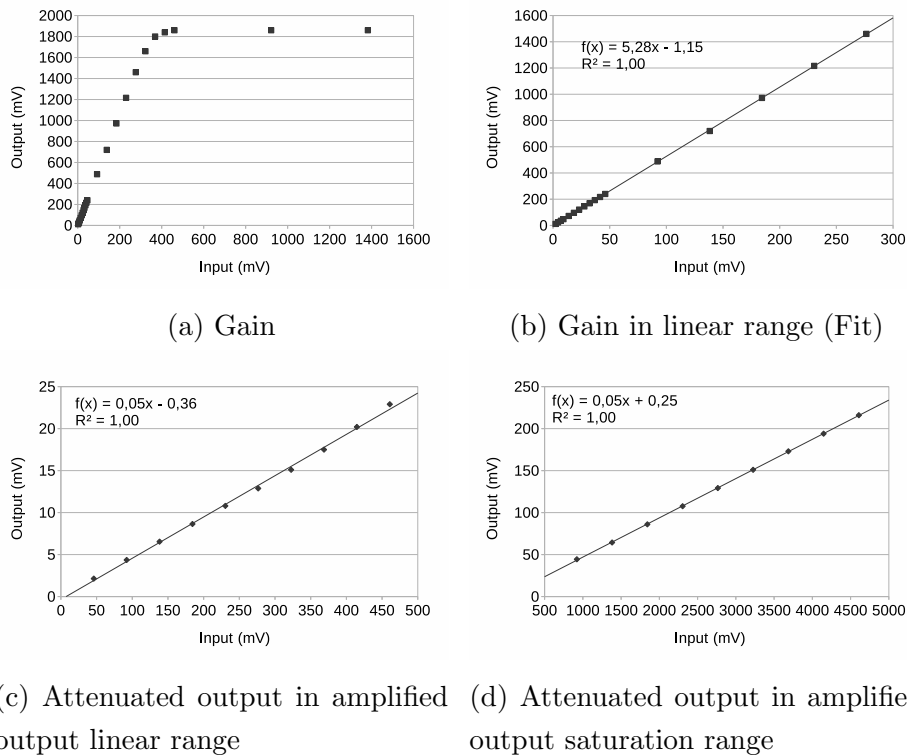 2000
1800
1600
1400
1200
1000
800
600
400
200
0
Output (mV)
0 200 400 600 800 1000 1200 1400 1600
Input (mV)
(a) Gain
1600
1400
1200
1000
800
600
400
200
0
Output (mV)
f(x) = 5,28x - 1,15
R² = 1,00
0 50 100 150 200 250 300
Input (mV)
(b) Gain in linear range (Fit)
25
20
15
10
5
0
Output (mV)
f(x) = 0,05x - 0,36
R² = 1,00
0 50 100 150 200 250 300 350 400 450 500
Input (mV)
(c) Attenuated output in amplified
output linear range
250
200
150
100
50
0
Output (mV)
f(x) = 0,05x + 0,25
R² = 1,00
500 1000 1500 2000 2500 3000 3500 4000 4500 5000
Input (mV)
(d) Attenuated output in amplifie
output saturation range